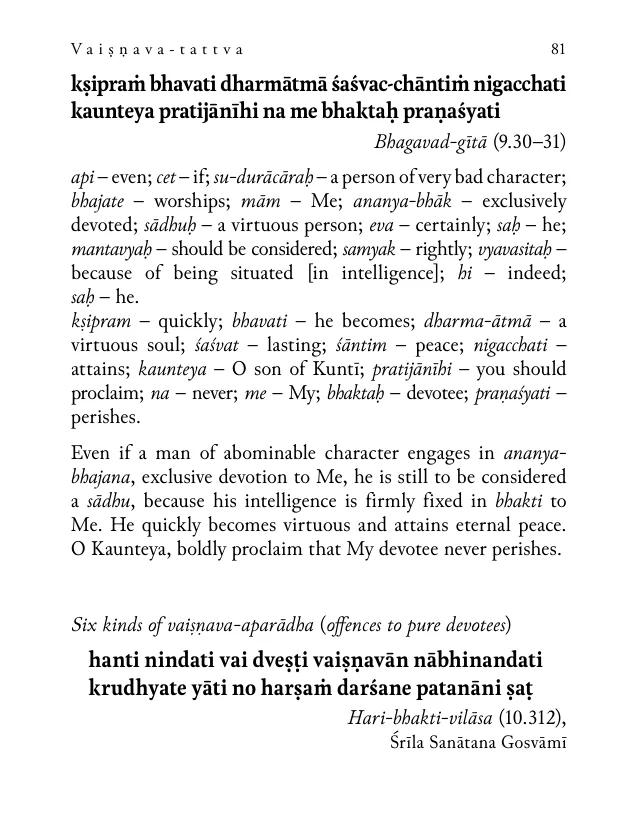 Vaiṣṇava-tattva 81
kṣipraṁ bhavati dharmātmā śaśvac-chāntiṁ nigacchati
kaunteya pratijānīhi na me bhaktaḥ praṇaśyati
Bhagavad-gītā (9.30–31)
api – even; cet – if; su-durācāraḥ – a person of very bad character;
bhajate – worships; mām – Me; ananya-bhāk – exclusively
devoted; sādhuḥ – a virtuous person; eva – certainly; saḥ – he;
mantavyaḥ – should be considered; samyak – rightly; vyavasitaḥ –
because of being situated [in intelligence]; hi – indeed;
saḥ – he.
kṣipram – quickly; bhavati – he becomes; dharma-ātmā – a
virtuous soul; śaśvat – lasting; śāntim – peace; nigacchati –
attains; kaunteya – O son of Kuntī; pratijānīhi – you should
proclaim; na – never; me – My; bhaktaḥ – devotee; praṇaśyati –
perishes.
Even if a man of abominable character engages in ananya-
bhajana, exclusive devotion to Me, he is still to be considered
a sādhu, because his intelligence is firmly fixed in bhakti to
Me. He quickly becomes virtuous and attains eternal peace.
O Kaunteya, boldly proclaim that My devotee never perishes.
Six kinds of vaiṣṇava-aparādha (offences to pure devotees)
hanti nindati vai dveṣṭi vaiṣṇavān nābhinandati
krudhyate yāti no harṣaṁ darśane patanāni ṣaṭ
Hari-bhakti-vilāsa (10.312),
Śrīla Sanātana Gosvāmī